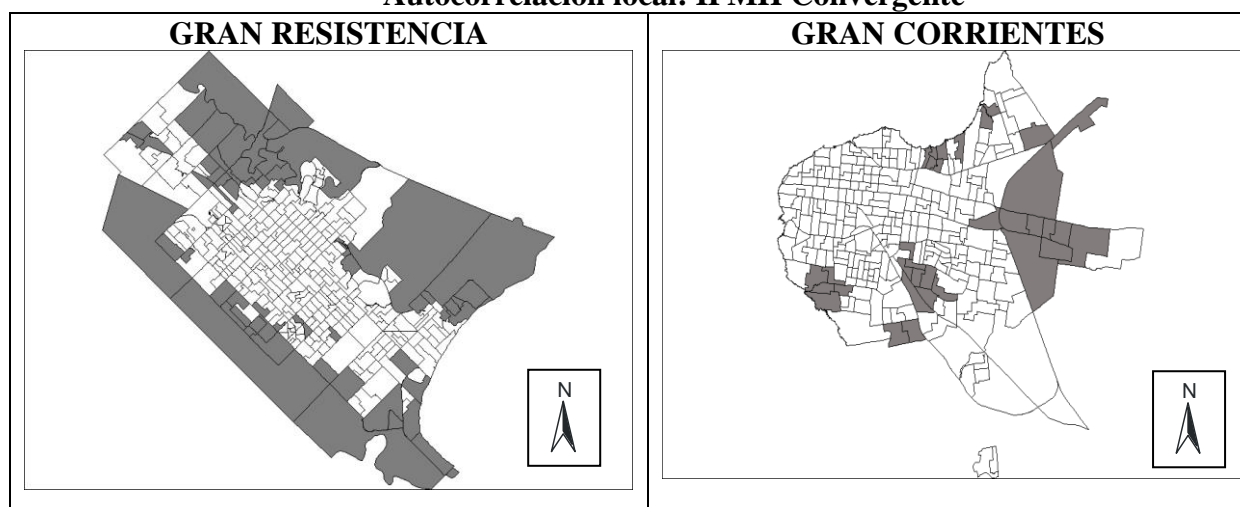 Autocorrelación local: IPMH Convergente
GRAN RESISTENCIA
GRAN CORRIENTES
N
N